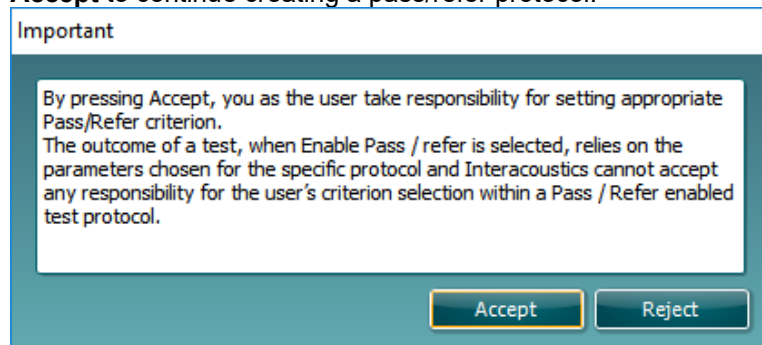 Accept to continue creating a pass/refer protocol.
Important
By pressing Accept, you as the user take responsibility for setting appropriate
Pass/Refer criterion.
The outcome of a test, when Enable Pass / refer is selected, relies on the
parameters chosen for the specific protocol and Interacoustics cannot accept
any responsibility for the user's criterion selection within a Pass / Refer enabled
test protocol.
Accept
Reject